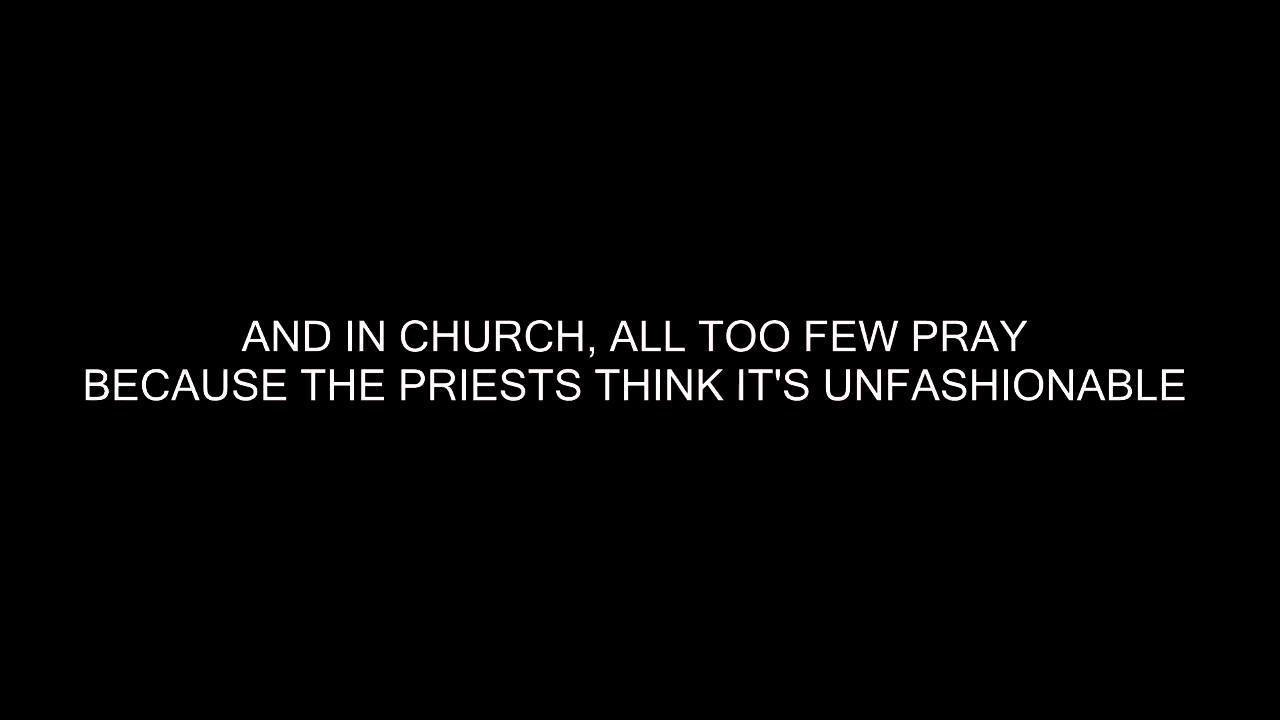 AND IN CHURCH, ALL TOO FEW PRAY
BECAUSE THE PRIESTS THINK IT'S UNFASHIONABLE